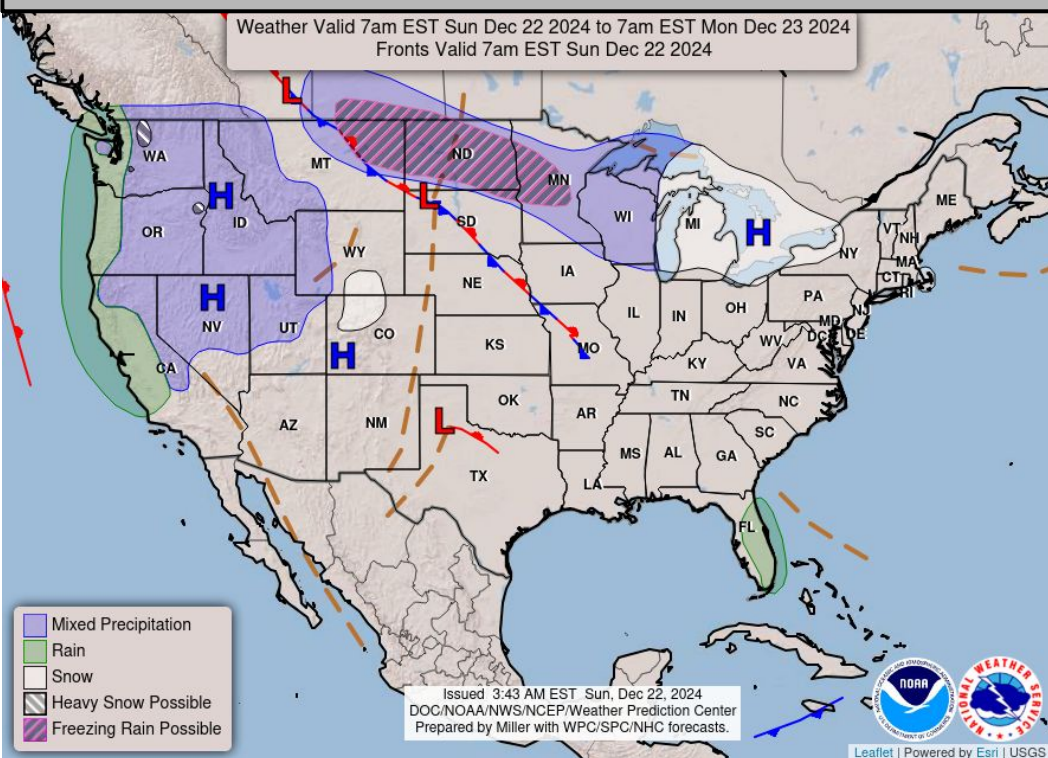 Weather Valid 7am EST Sun Dec 22 2024 to 7am EST Mon Dec 23 2024
Fronts Valid 7am EST Sun Dec 22 2024
L
WA
MT
ND
MN
ME
H
ID
L
SD
OR
WI
MI
H
VT
NH
NY
MA
CT
RI
WY
NE
IA
H
NV
UT
CO
H
IL
IN
OH
PA
NJ
MD
DE
DC
WV
VA
KS
MO
KY
CA
AZ
NM
OK
L
TX
AR
TN
NC
SC
MS
AL
GA
LA
FL
Mixed Precipitation
Rain
Snow
Heavy Snow Possible
Freezing Rain Possible
Issued 3:43 AM EST Sun, Dec 22, 2024
DOC/NOAA/NWS/NCEP/Weather Prediction Center
Prepared by Miller with WPC/SPC/NHC forecasts.
NOAA
NATIONAL WEATHER SERVICE
Leaflet | Powered by Esri | USGS